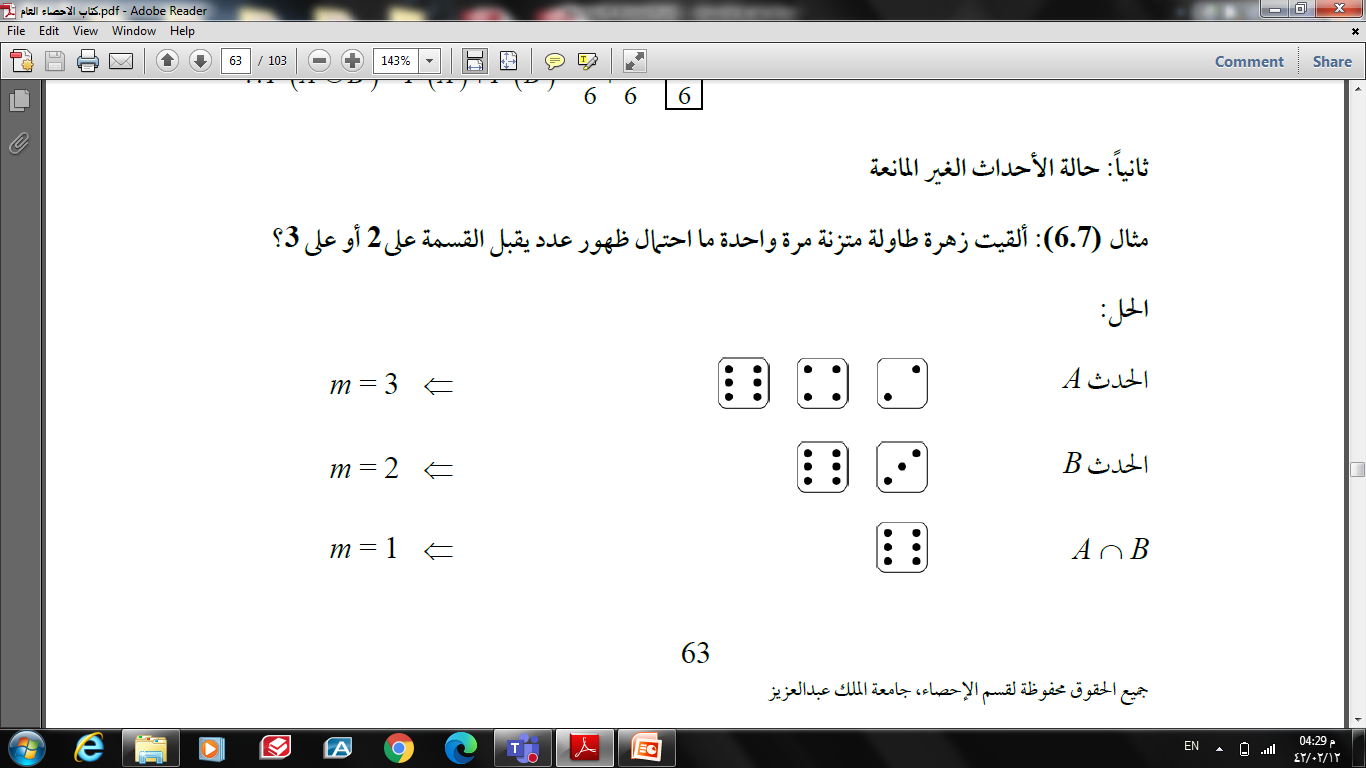 كتاب الاحصاء العام.pdf - Adobe Reader
File Edit View Window Help
63 / 103 143% Comment Share
6 6 6
ثانياً: حالة الأحداث الغير المانعة
مثال (6.7): ألقيت زهرة طاولة متزنة مرة واحدة ما احتمال ظهور عدد يقبل القسمة على 2 أو على 3؟
الحل:
الحدث A ⇐ m = 3
الحدث B ⇐ m = 2
A ∩ B ⇐ m = 1
63
جميع الحقوق محفوظة لقسم الإحصاء، جامعة الملك عبدالعزيز
EN 04:29 م
٤٢/٠٢/١٢